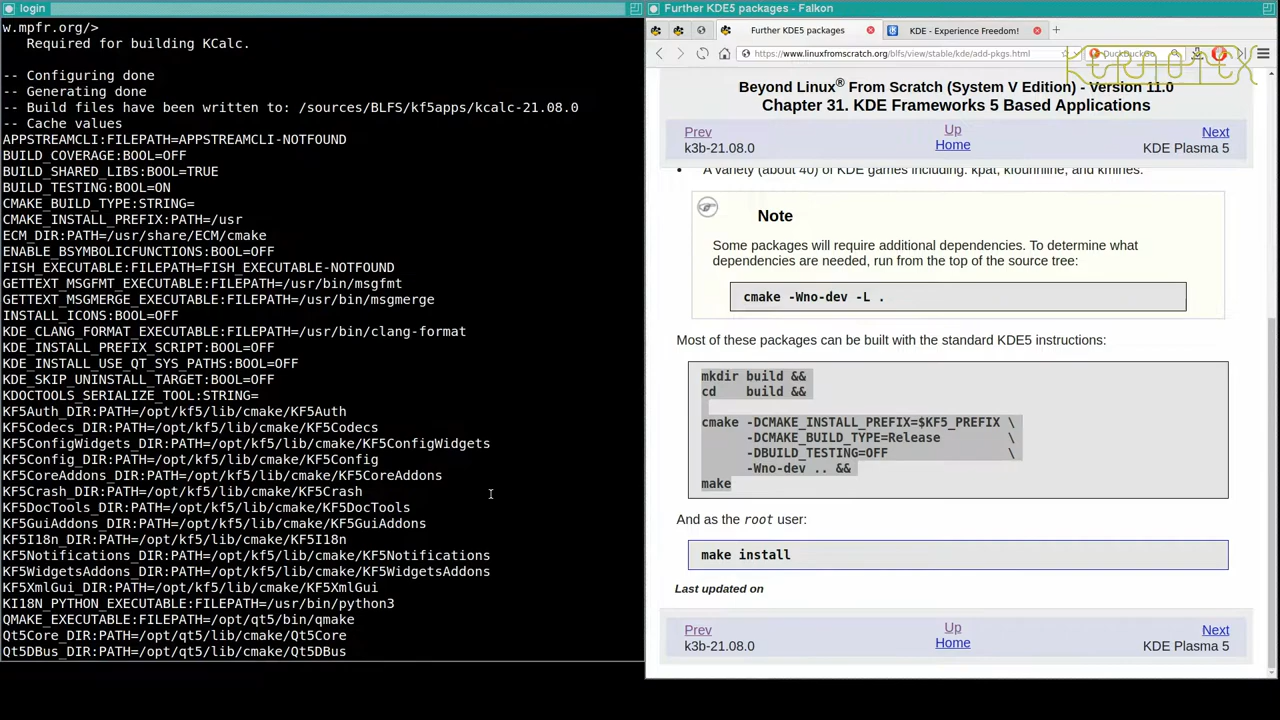 login
w.mpfr.org/>
Required for building KCalc.
-- Configuring done
-- Generating done
-- Build files have been written to: /sources/BLFS/kf5apps/kcalc-21.08.0
-- Cache values
APPSTREAMCLI:FILEPATH=APPSTREAMCLI-NOTFOUND
BUILD_COVERAGE:BOOL=OFF
BUILD_SHARED_LIBS:BOOL=TRUE
BUILD_TESTING:BOOL=ON
CMAKE_BUILD_TYPE:STRING=
CMAKE_INSTALL_PREFIX:PATH=/usr
ECM_DIR:PATH=/usr/share/ECM/cmake
ENABLE_BSYMBOLICFUNCTIONS:BOOL=OFF
FISH_EXECUTABLE:FILEPATH=FISH_EXECUTABLE-NOTFOUND
GETTEXT_MSGFMT_EXECUTABLE:FILEPATH=/usr/bin/msgfmt
GETTEXT_MSGMERGE_EXECUTABLE:FILEPATH=/usr/bin/msgmerge
INSTALL_ICONS:BOOL=OFF
KDE_CLANG_FORMAT_EXECUTABLE:FILEPATH=/usr/bin/clang-format
KDE_INSTALL_PREFIX_SCRIPT:BOOL=OFF
KDE_INSTALL_USE_QT_SYS_PATHS:BOOL=OFF
KDE_SKIP_UNINSTALL_TARGET:BOOL=OFF
KDOCTOOLS_SERIALIZE_TOOL:STRING=
KF5Auth_DIR:PATH=/opt/kf5/lib/cmake/KF5Auth
KF5Codecs_DIR:PATH=/opt/kf5/lib/cmake/KF5Codecs
KF5ConfigWidgets_DIR:PATH=/opt/kf5/lib/cmake/KF5ConfigWidgets
KF5Config_DIR:PATH=/opt/kf5/lib/cmake/KF5Config
KF5CoreAddons_DIR:PATH=/opt/kf5/lib/cmake/KF5CoreAddons
KF5Crash_DIR:PATH=/opt/kf5/lib/cmake/KF5Crash
KF5DocTools_DIR:PATH=/opt/kf5/lib/cmake/KF5DocTools
KF5GuiAddons_DIR:PATH=/opt/kf5/lib/cmake/KF5GuiAddons
KF5I18n_DIR:PATH=/opt/kf5/lib/cmake/KF5I18n
KF5Notifications_DIR:PATH=/opt/kf5/lib/cmake/KF5Notifications
KF5WidgetsAddons_DIR:PATH=/opt/kf5/lib/cmake/KF5WidgetsAddons
KF5XmlGui_DIR:PATH=/opt/kf5/lib/cmake/KF5XmlGui
KI18N_PYTHON_EXECUTABLE:FILEPATH=/usr/bin/python3
QMAKE_EXECUTABLE:FILEPATH=/opt/qt5/bin/qmake
Qt5Core_DIR:PATH=/opt/qt5/lib/cmake/Qt5Core
Qt5DBus_DIR:PATH=/opt/qt5/lib/cmake/Qt5DBus
Further KDE5 packages - Falkon
Further KDE5 packages
KDE - Experience Freedom!
https://www.linuxfromscratch.org/blfs/view/stable/kde/add-pkgs.html
DuckDuckGo
KERNOTEX
Beyond Linux® From Scratch (System V Edition) - Version 11.0
Chapter 31. KDE Frameworks 5 Based Applications
Prev Up Next
k3b-21.08.0 Home KDE Plasma 5
• A variety (about 40) of KDE games including: kpat, kfourinline, and kmines.
Note
Some packages will require additional dependencies. To determine what
dependencies are needed, run from the top of the source tree:
cmake -Wno-dev -L .
Most of these packages can be built with the standard KDE5 instructions:
mkdir build &&
cd    build &&
cmake -DCMAKE_INSTALL_PREFIX=$KF5_PREFIX \
-DCMAKE_BUILD_TYPE=Release         \
-DBUILD_TESTING=OFF                \
-Wno-dev .. &&
make
And as the root user:
make install
Last updated on
Prev Up Next
k3b-21.08.0 Home KDE Plasma 5